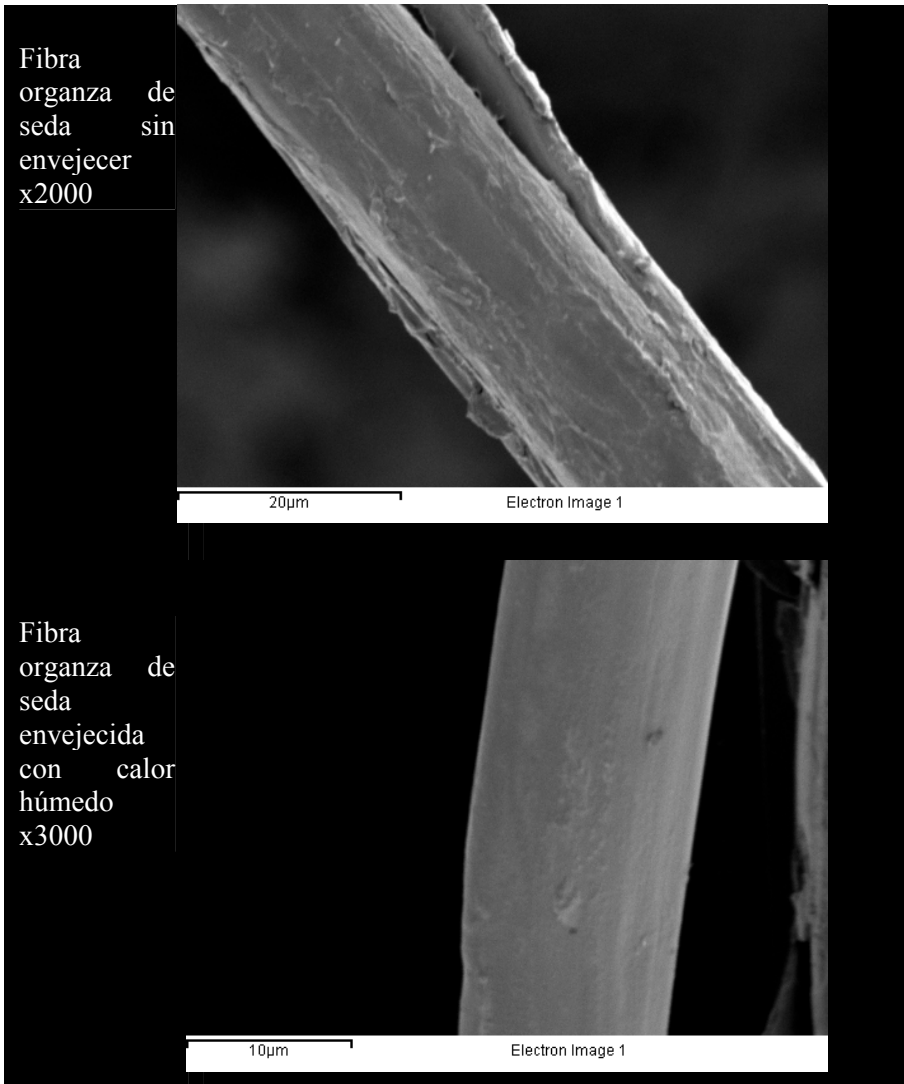 Fibra
organza de
seda sin
envejecer
x2000
20µm Electron Image 1
Fibra
organza de
seda
envejecida
con calor
húmedo
x3000
10µm Electron Image 1